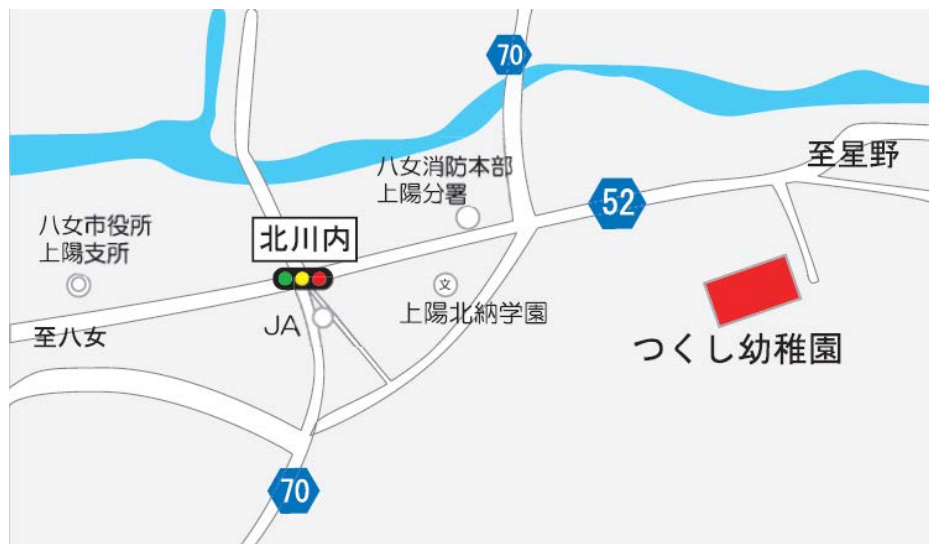 70
八女消防本部
上陽分署
至星野
52
八女市役所
上陽支所
北川内
文
上陽北納学園
JA
至八女
つくし幼稚園
70